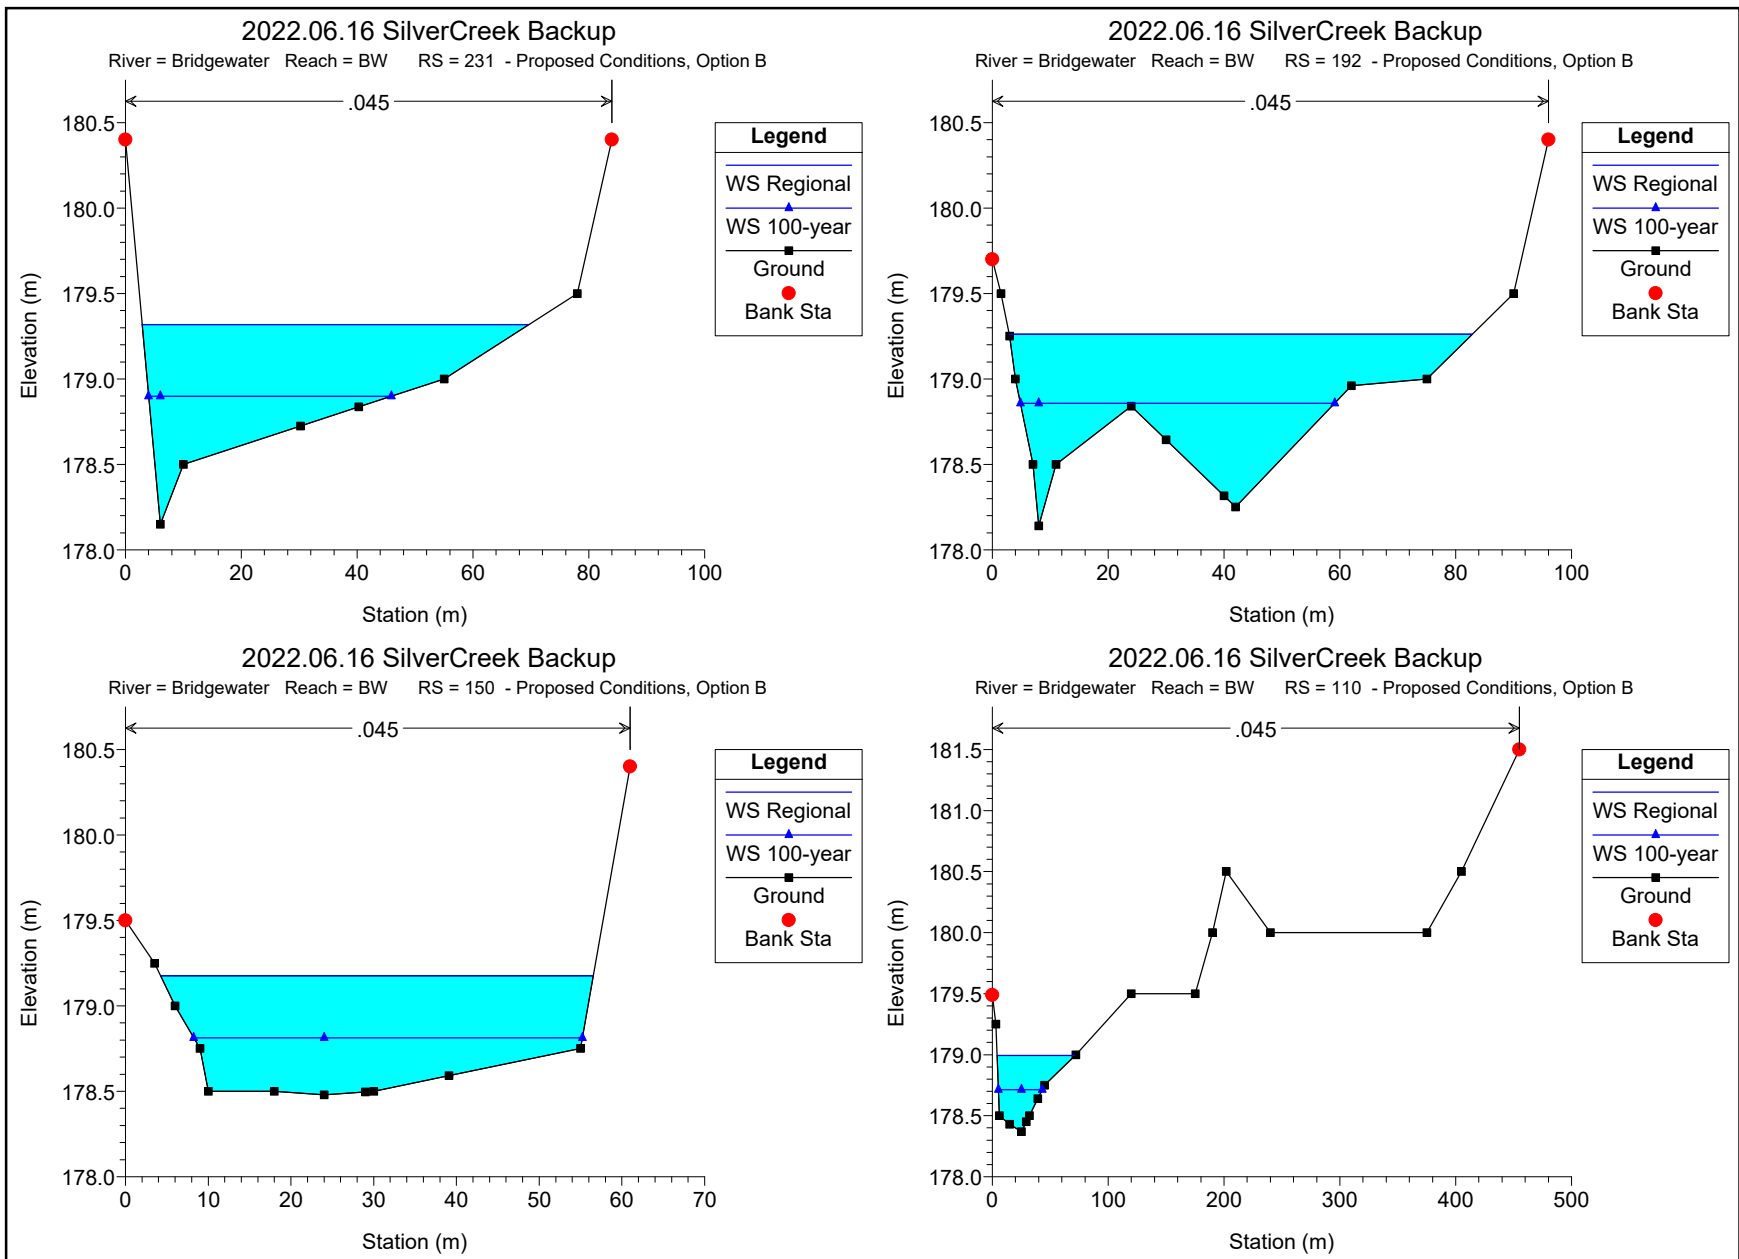 2022.06.16 SilverCreek Backup
River = Bridgewater Reach = BW RS = 231 - Proposed Conditions, Option B
.045
180.5
180.0
179.5
179.0
178.5
178.0
Elevation (m)
0 20 40 60 80 100
Station (m)
Legend
WS Regional
WS 100-year
Ground
Bank Sta
2022.06.16 SilverCreek Backup
River = Bridgewater Reach = BW RS = 192 - Proposed Conditions, Option B
.045
180.5
180.0
179.5
179.0
178.5
178.0
Elevation (m)
0 20 40 60 80 100
Station (m)
Legend
WS Regional
WS 100-year
Ground
Bank Sta
2022.06.16 SilverCreek Backup
River = Bridgewater Reach = BW RS = 150 - Proposed Conditions, Option B
.045
180.5
180.0
179.5
179.0
178.5
178.0
Elevation (m)
0 10 20 30 40 50 60 70
Station (m)
Legend
WS Regional
WS 100-year
Ground
Bank Sta
2022.06.16 SilverCreek Backup
River = Bridgewater Reach = BW RS = 110 - Proposed Conditions, Option B
.045
181.5
181.0
180.5
180.0
179.5
179.0
178.5
178.0
Elevation (m)
0 100 200 300 400 500
Station (m)
Legend
WS Regional
WS 100-year
Ground
Bank Sta